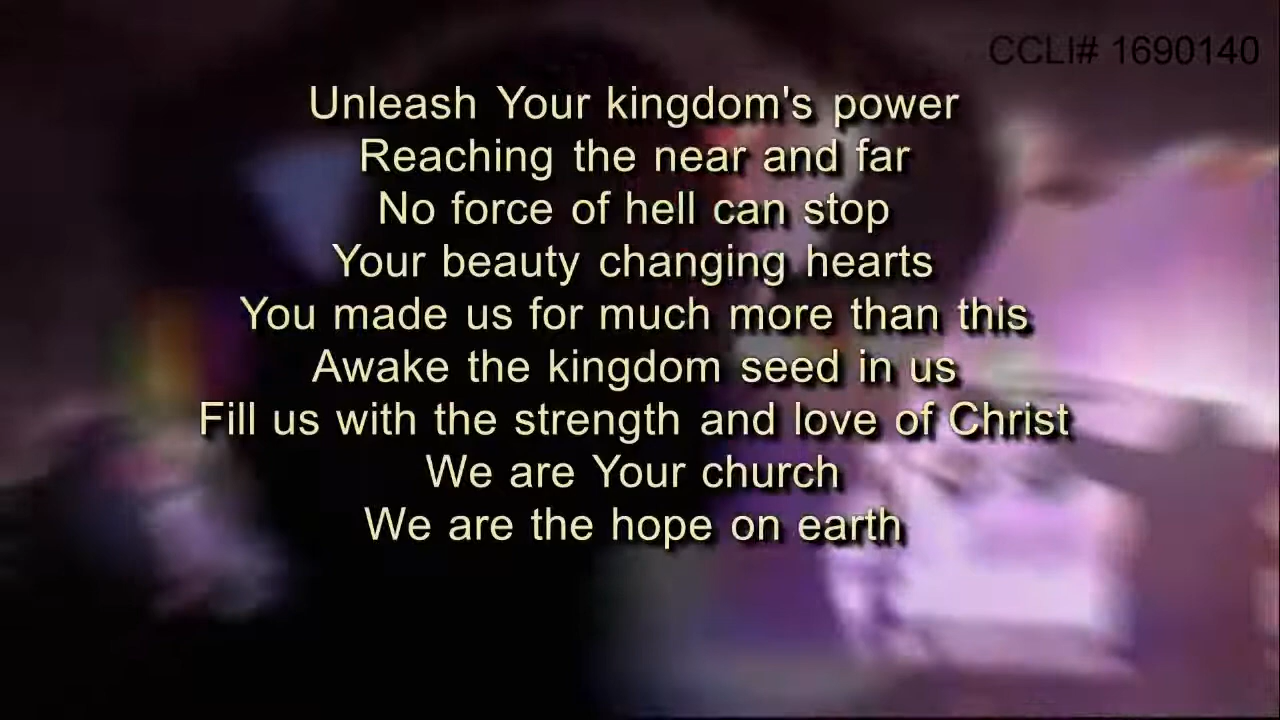 CCLI# 1690140
Unleash Your kingdom's power
Reaching the near and far
No force of hell can stop
Your beauty changing hearts
You made us for much more than this
Awake the kingdom seed in us
Fill us with the strength and love of Christ
We are Your church
We are the hope on earth